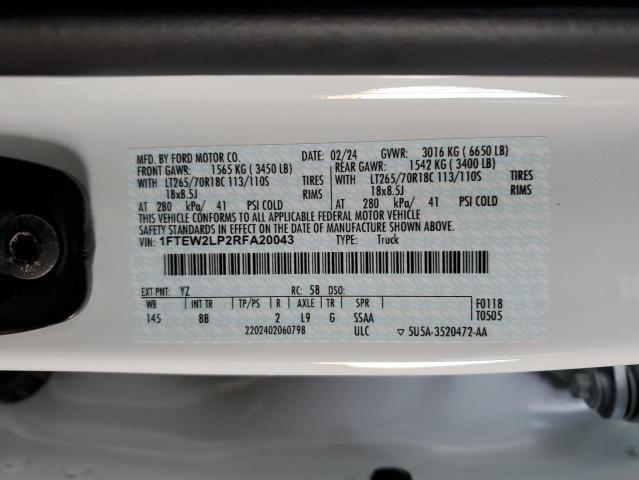 MFD. BY FORD MOTOR CO. DATE: 02/24 GVWR: 3016 KG ( 6650 LB)
FRONT GAWR: 1565 KG ( 3450 LB) REAR GAWR: 1542 KG ( 3400 LB)
WITH LT265/70R18C 113/110S TIRES WITH LT265/70R18C 113/110S TIRES
18x8.5J RIMS 18x8.5J RIMS
AT 280 kPa/ 41 PSI COLD AT 280 kPa/ 41 PSI COLD
THIS VEHICLE CONFORMS TO ALL APPLICABLE FEDERAL MOTOR VEHICLE
SAFETY STANDARDS IN EFFECT ON THE DATE OF MANUFACTURE SHOWN ABOVE.
VIN: 1FTEW2LP2RFA20043 TYPE: Truck
EXT PNT: YZ RC: 58 DSO:
WB INT TR TP/PS R AXLE TR SPR F0118
145 8B 2 L9 G SSAA T0505
2202402060798 ULC ▽ 5U5A-3520472-AA